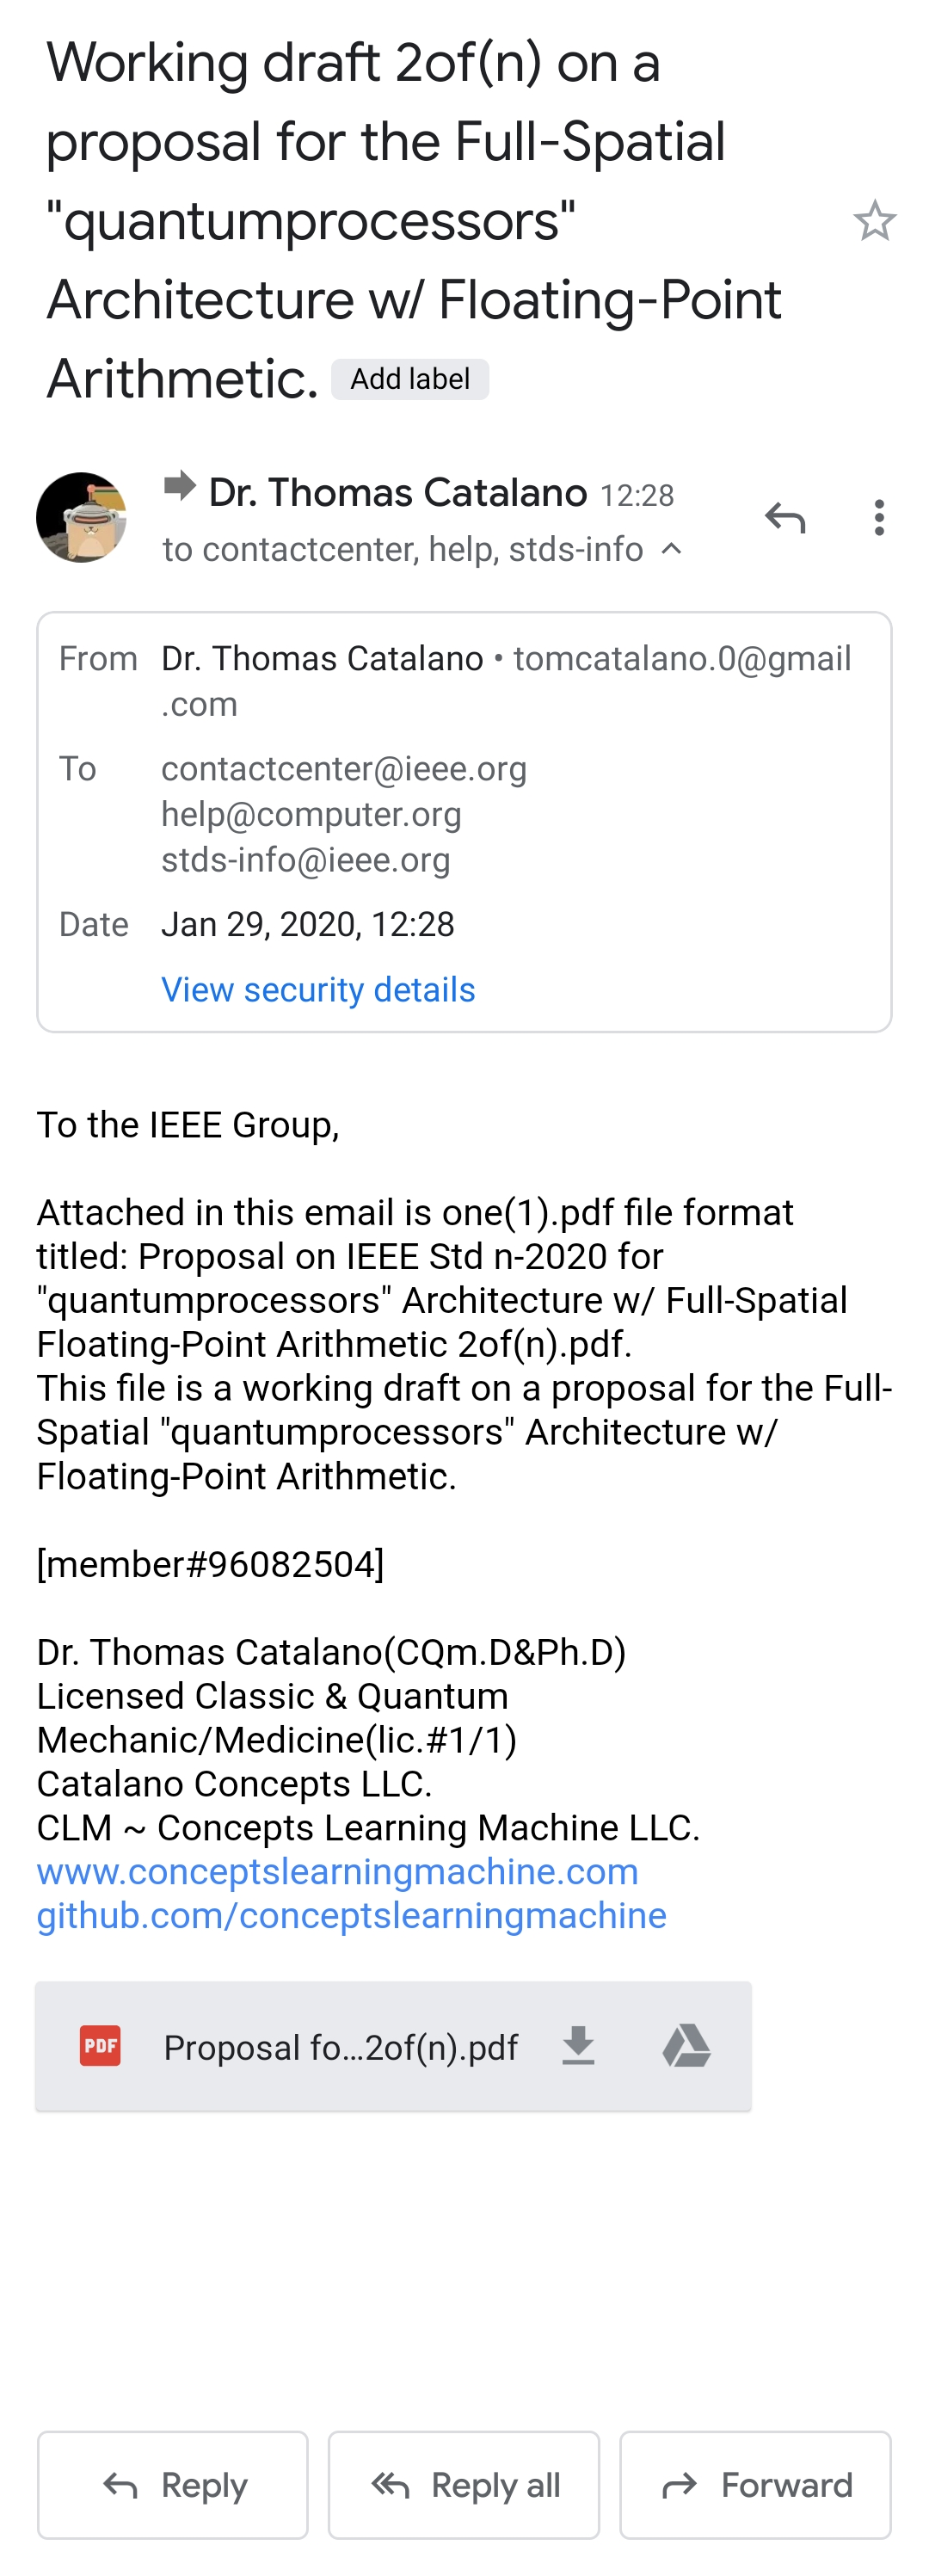 Working draft 2of(n) on a
proposal for the Full-Spatial
"quantumprocessors"
Architecture w/ Floating-Point
Arithmetic. Add label
Dr. Thomas Catalano 12:28
to contactcenter, help, stds-info
From Dr. Thomas Catalano • tomcatalano.0@gmail
.com
To contactcenter@ieee.org
help@computer.org
stds-info@ieee.org
Date Jan 29, 2020, 12:28
View security details
To the IEEE Group,
Attached in this email is one(1).pdf file format
titled: Proposal on IEEE Std n-2020 for
"quantumprocessors" Architecture w/ Full-Spatial
Floating-Point Arithmetic 2of(n).pdf.
This file is a working draft on a proposal for the Full-
Spatial "quantumprocessors" Architecture w/
Floating-Point Arithmetic.
[member#96082504]
Dr. Thomas Catalano(CQm.D&Ph.D)
Licensed Classic & Quantum
Mechanic/Medicine(lic.#1/1)
Catalano Concepts LLC.
CLM ~ Concepts Learning Machine LLC.
www.conceptslearningmachine.com
github.com/conceptslearningmachine
PDF Proposal fo...2of(n).pdf
Reply Reply all Forward